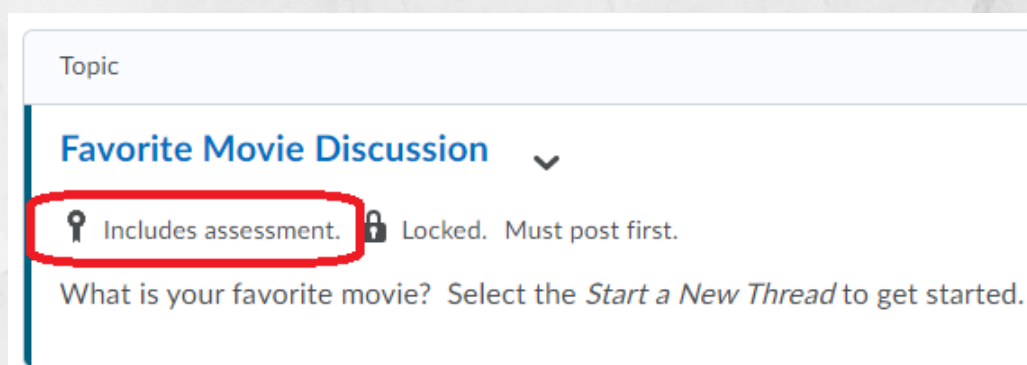 Topic
Favorite Movie Discussion
Includes assessment. Locked. Must post first.
What is your favorite movie? Select the Start a New Thread to get started.